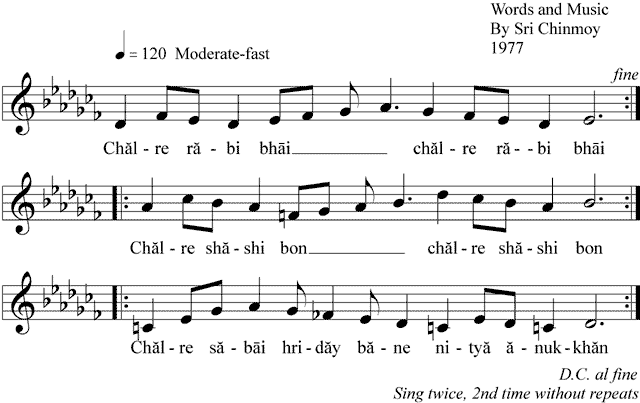 Words and Music
By Sri Chinmoy
1977
= 120 Moderate-fast
fine
Chăl - re ră - bi bhāi chăl - re ră - - bi bhāi
Chăl - re shă - shi bon chăl - re shă - shi bon
Chăl - re să - bāi hri - dăy bă - ne ni - tyă ă - nuk - khăn
D.C. al fine
Sing twice, 2nd time without repeats